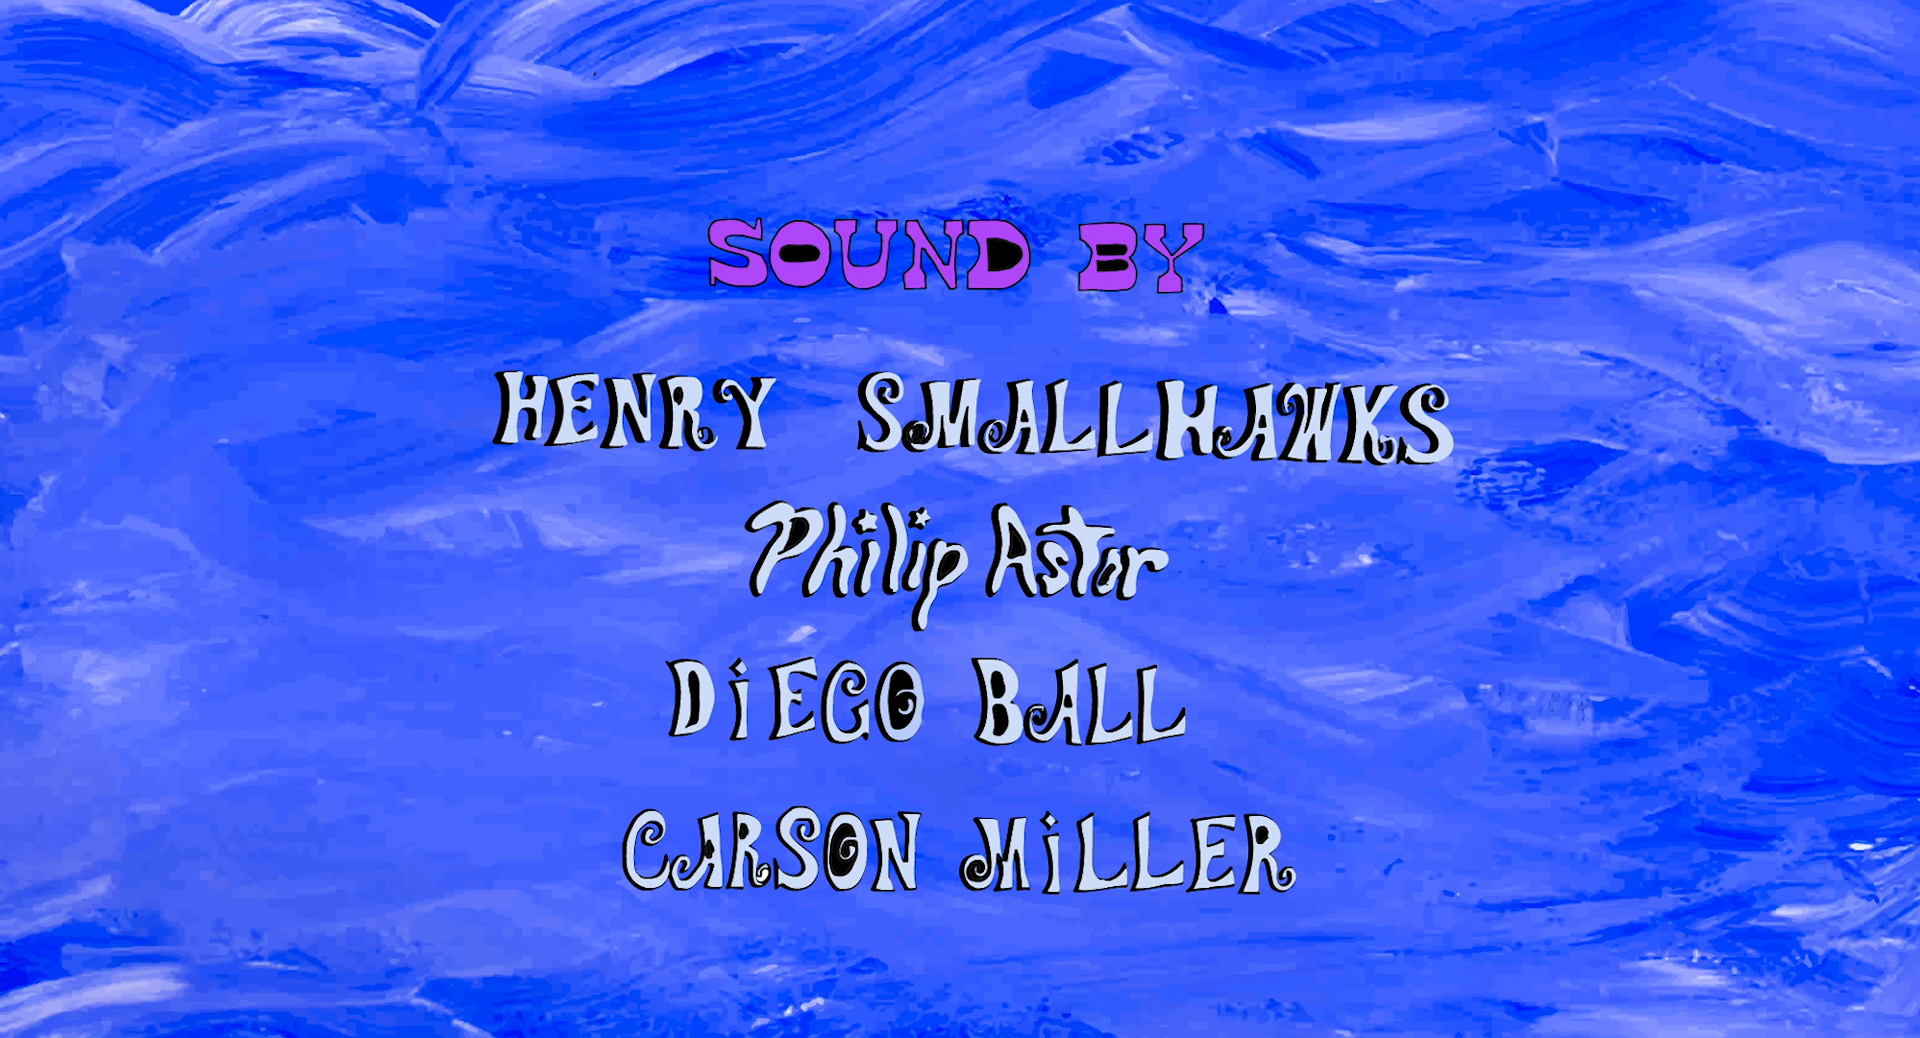 SOUND BY
HENRY SMALLHAWKS
Philip Astor
DiEGO BALL
CARSON MiLLER